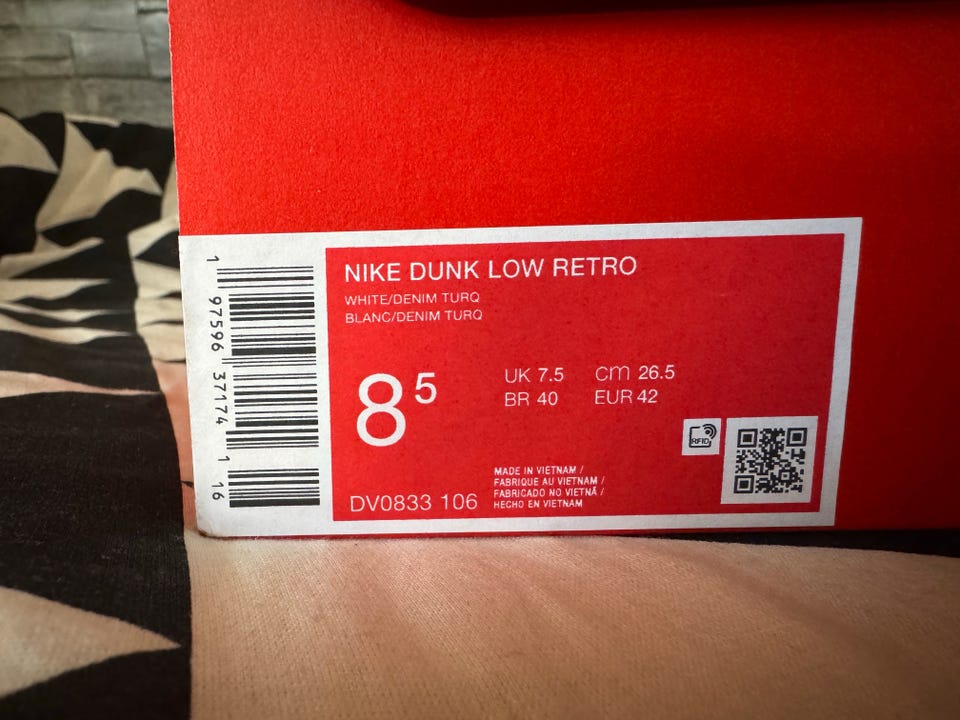 NIKE DUNK LOW RETRO
WHITE/DENIM TURQ
BLANC/DENIM TURQ
8 5
UK 7.5 cm 26.5
BR 40 EUR 42
RFID
MADE IN VIETNAM /
FABRIQUE AU VIETNAM /
FABRICADO NO VIETNÃ /
HECHO EN VIETNAM
DV0833 106
1 97596 37174 1 16